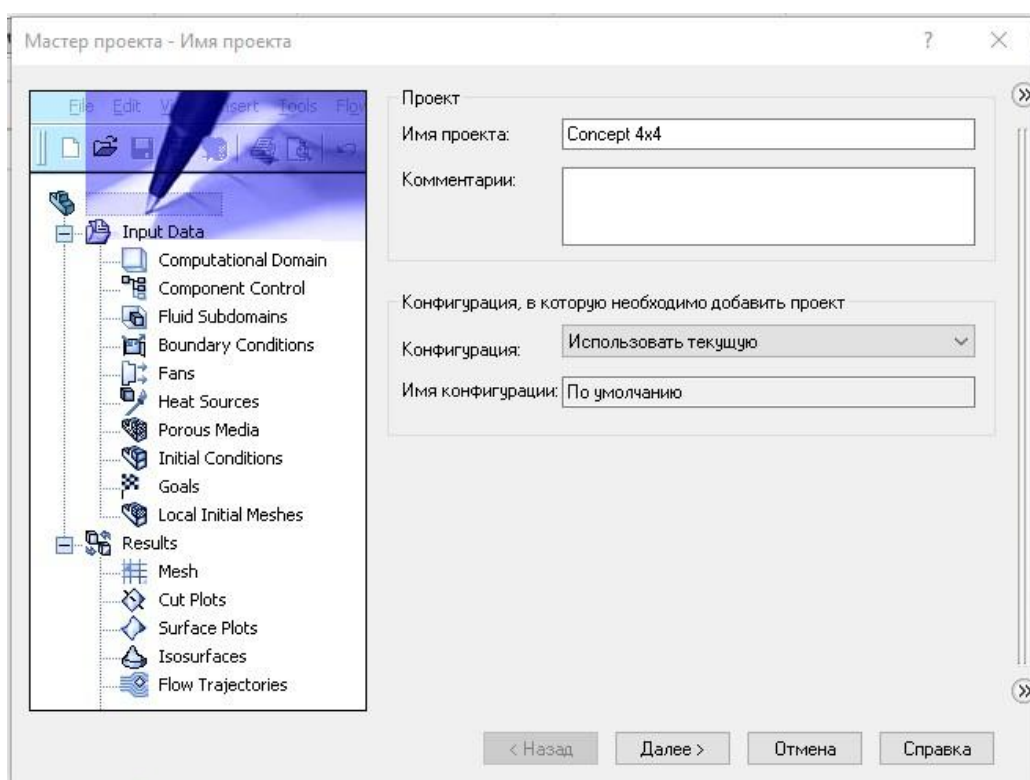 Мастер проекта - Имя проекта
?
File Edit Insert Tools
Input Data
Computational Domain
Component Control
Fluid Subdomains
Boundary Conditions
Fans
Heat Sources
Porous Media
Initial Conditions
Goals
Local Initial Meshes
Results
Mesh
Cut Plots
Surface Plots
Isosurfaces
Flow Trajectories
Проект
Имя проекта: Concept 4x4
Комментарии:
Конфигурация, в которую необходимо добавить проект
Конфигурация: Использовать текущую
Имя конфигурации: По умолчанию
< Назад Далее > Отмена Справка